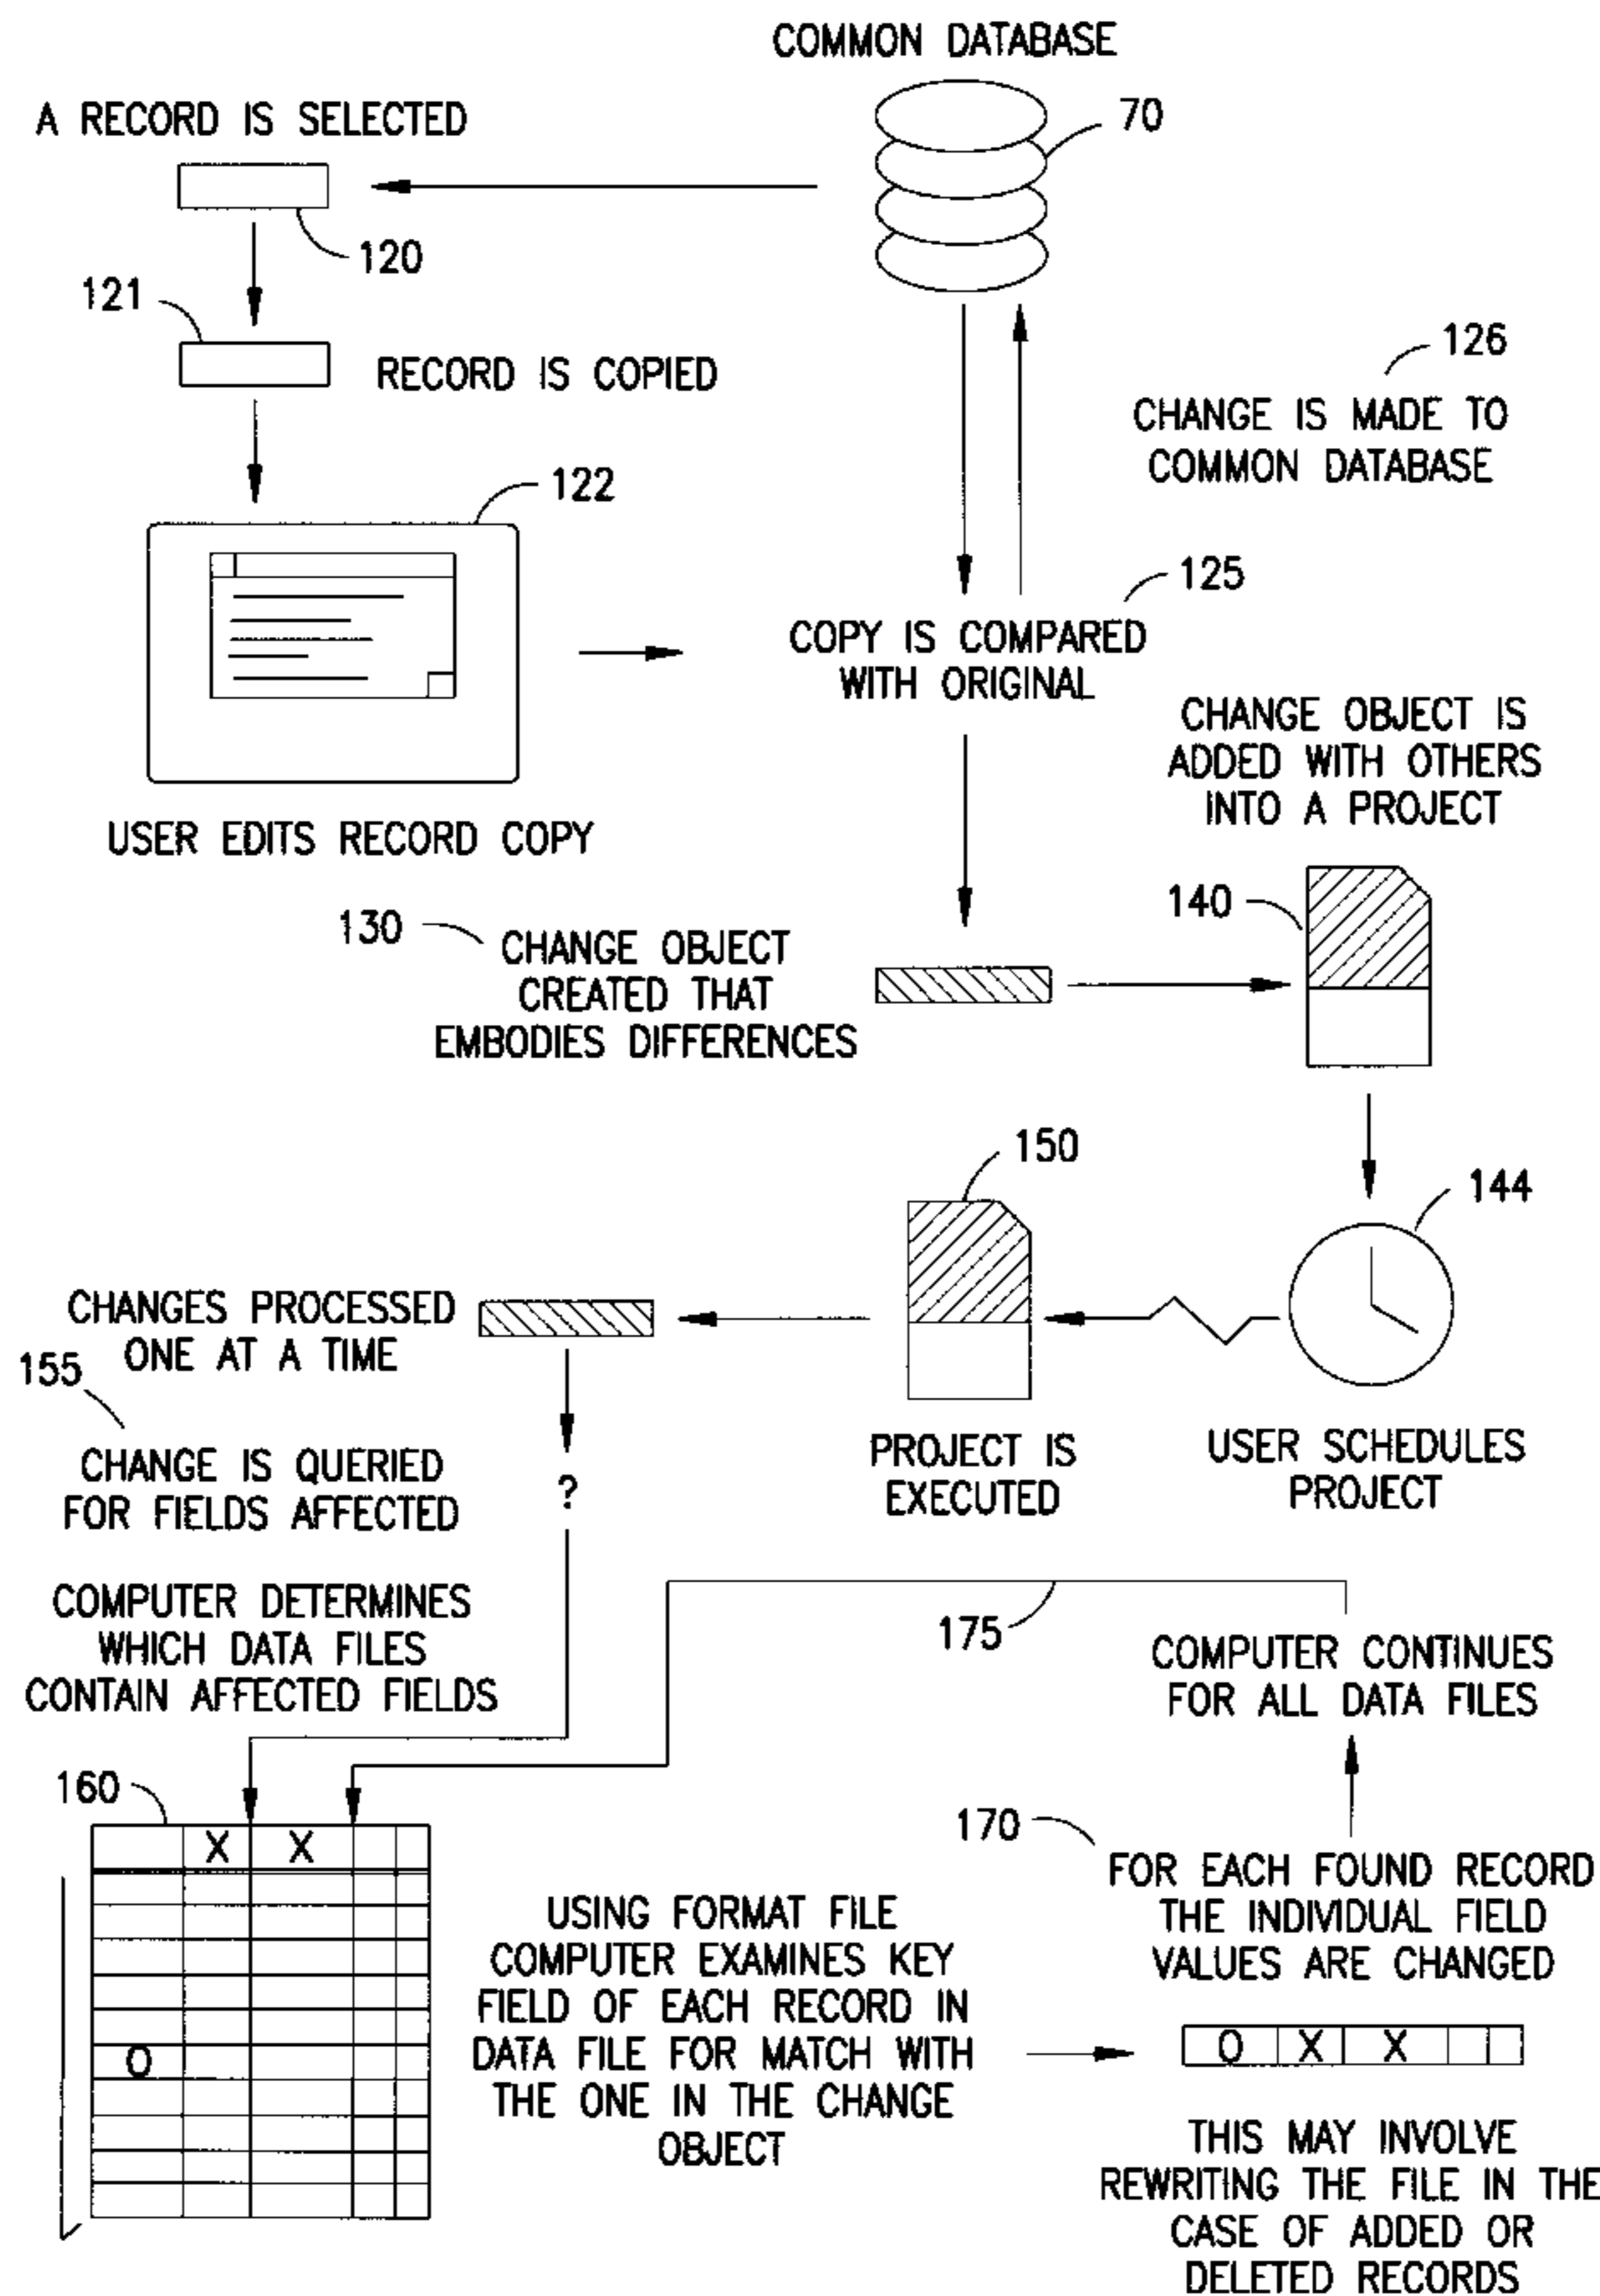 COMMON DATABASE
70
A RECORD IS SELECTED
120
121
RECORD IS COPIED
126
CHANGE IS MADE TO
COMMON DATABASE
122
125
COPY IS COMPARED
WITH ORIGINAL
USER EDITS RECORD COPY
CHANGE OBJECT IS
ADDED WITH OTHERS
INTO A PROJECT
130
CHANGE OBJECT
CREATED THAT
EMBODIES DIFFERENCES
140
150
144
CHANGES PROCESSED
ONE AT A TIME
155
CHANGE IS QUERIED
FOR FIELDS AFFECTED
?
PROJECT IS
EXECUTED
USER SCHEDULES
PROJECT
COMPUTER DETERMINES
WHICH DATA FILES
CONTAIN AFFECTED FIELDS
175
COMPUTER CONTINUES
FOR ALL DATA FILES
160
X X
O
USING FORMAT FILE
COMPUTER EXAMINES KEY
FIELD OF EACH RECORD IN
DATA FILE FOR MATCH WITH
THE ONE IN THE CHANGE
OBJECT
170
FOR EACH FOUND RECORD
THE INDIVIDUAL FIELD
VALUES ARE CHANGED
O X X
THIS MAY INVOLVE
REWRITING THE FILE IN THE
CASE OF ADDED OR
DELETED RECORDS